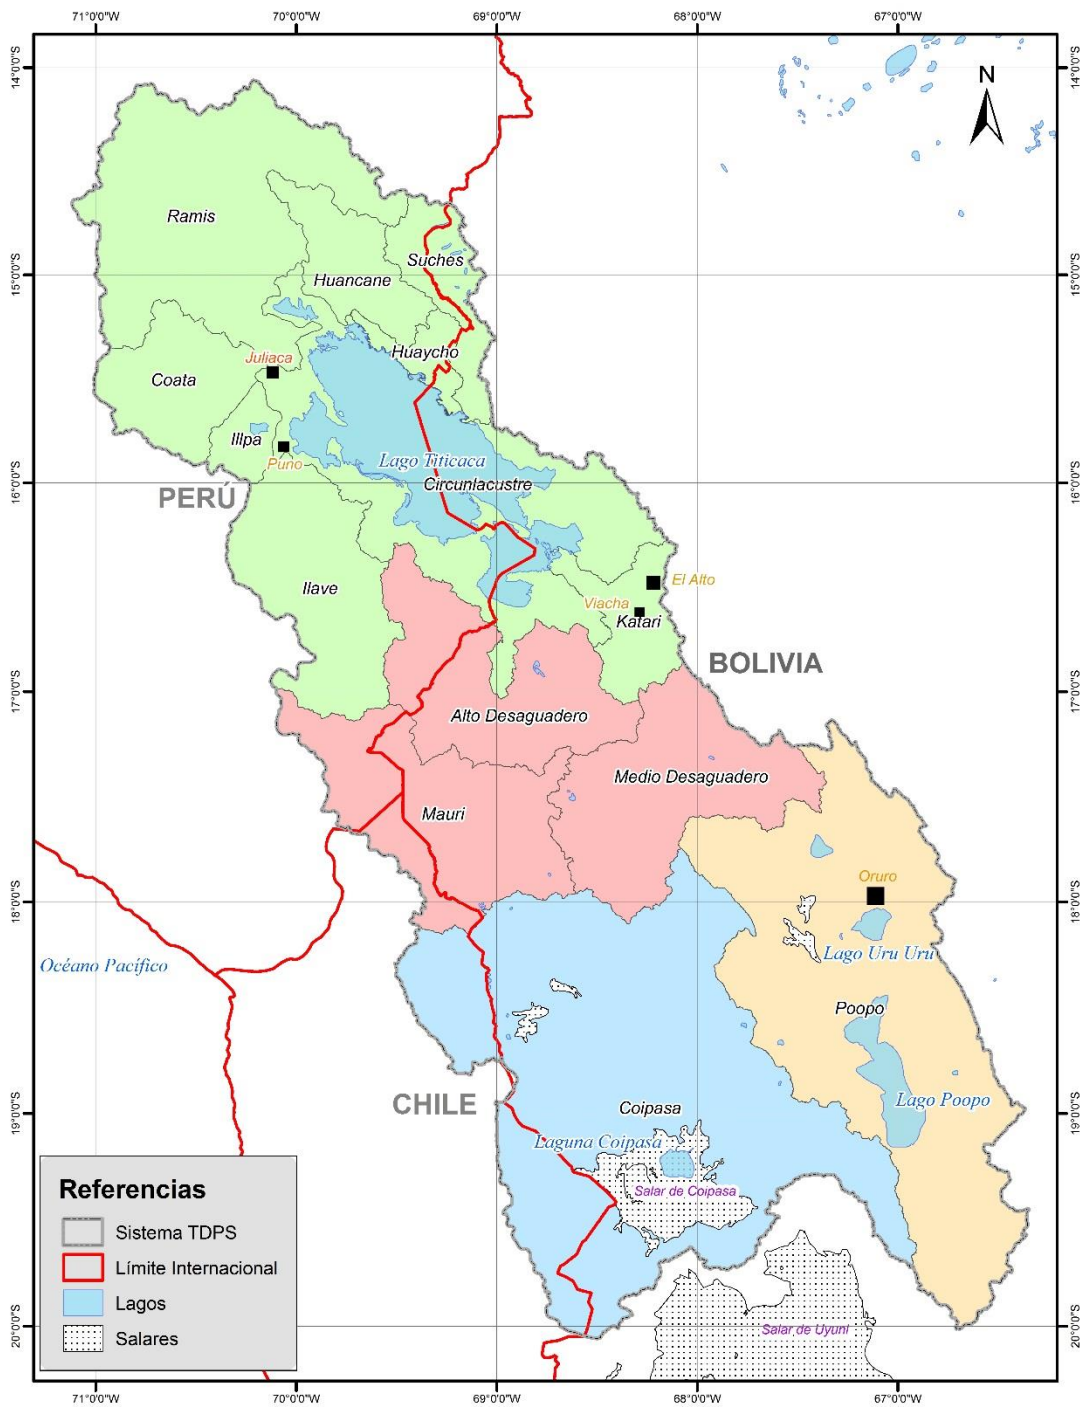 71°0'0"W
70°0'0"W
69°0'0"W
68°0'0"W
67°0'0"W
14°0'0"S
14°0'0"S
N
Ramis
Suches
15°0'0"S
15°0'0"S
Huancane
Huaycho
Juliaca
Coata
Illpa
Puno
Lago Titicaca
Circunlacustre
16°0'0"S
16°0'0"S
PERÚ
El Alto
Ilave
Viacha
Katari
BOLIVIA
17°0'0"S
17°0'0"S
Alto Desaguadero
Medio Desaguadero
Mauri
Oruro
18°0'0"S
18°0'0"S
Lago Uru Uru
Océano Pacífico
Poopo
CHILE
Lago Poopo
Coipasa
19°0'0"S
19°0'0"S
Laguna Coipasa
Salar de Coipasa
Referencias
Sistema TDPS
Límite Internacional
Lagos
Salares
Salar de Uyuni
20°0'0"S
20°0'0"S
71°0'0"W
70°0'0"W
69°0'0"W
68°0'0"W
67°0'0"W